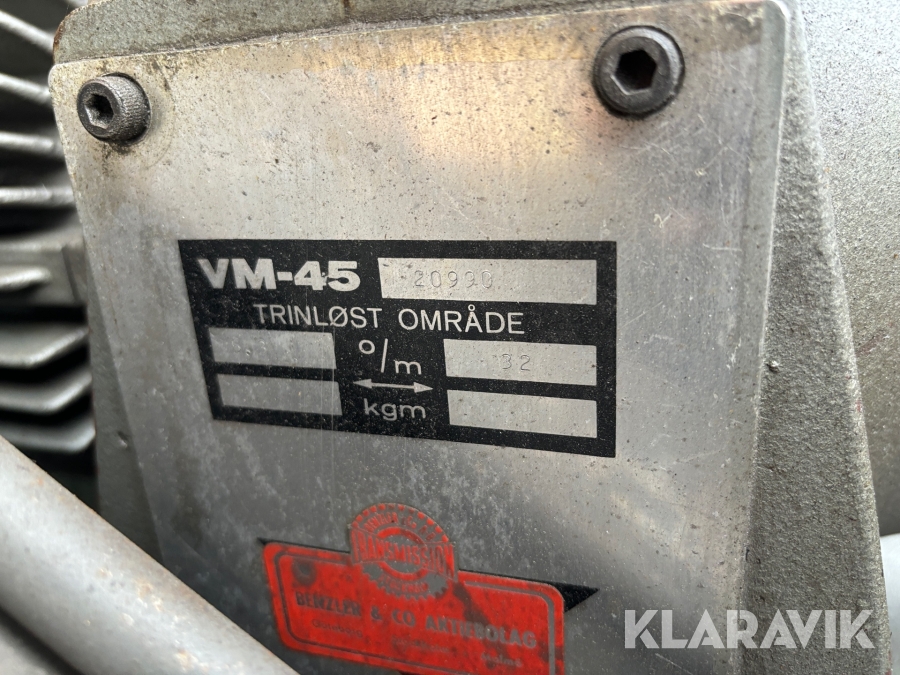 VM-45 20990
TRINLØST OMRÅDE
o/m 32
kgm
TRANSMISSION
BENZLER & CO AKTIEBOLAG
KLARAVIK